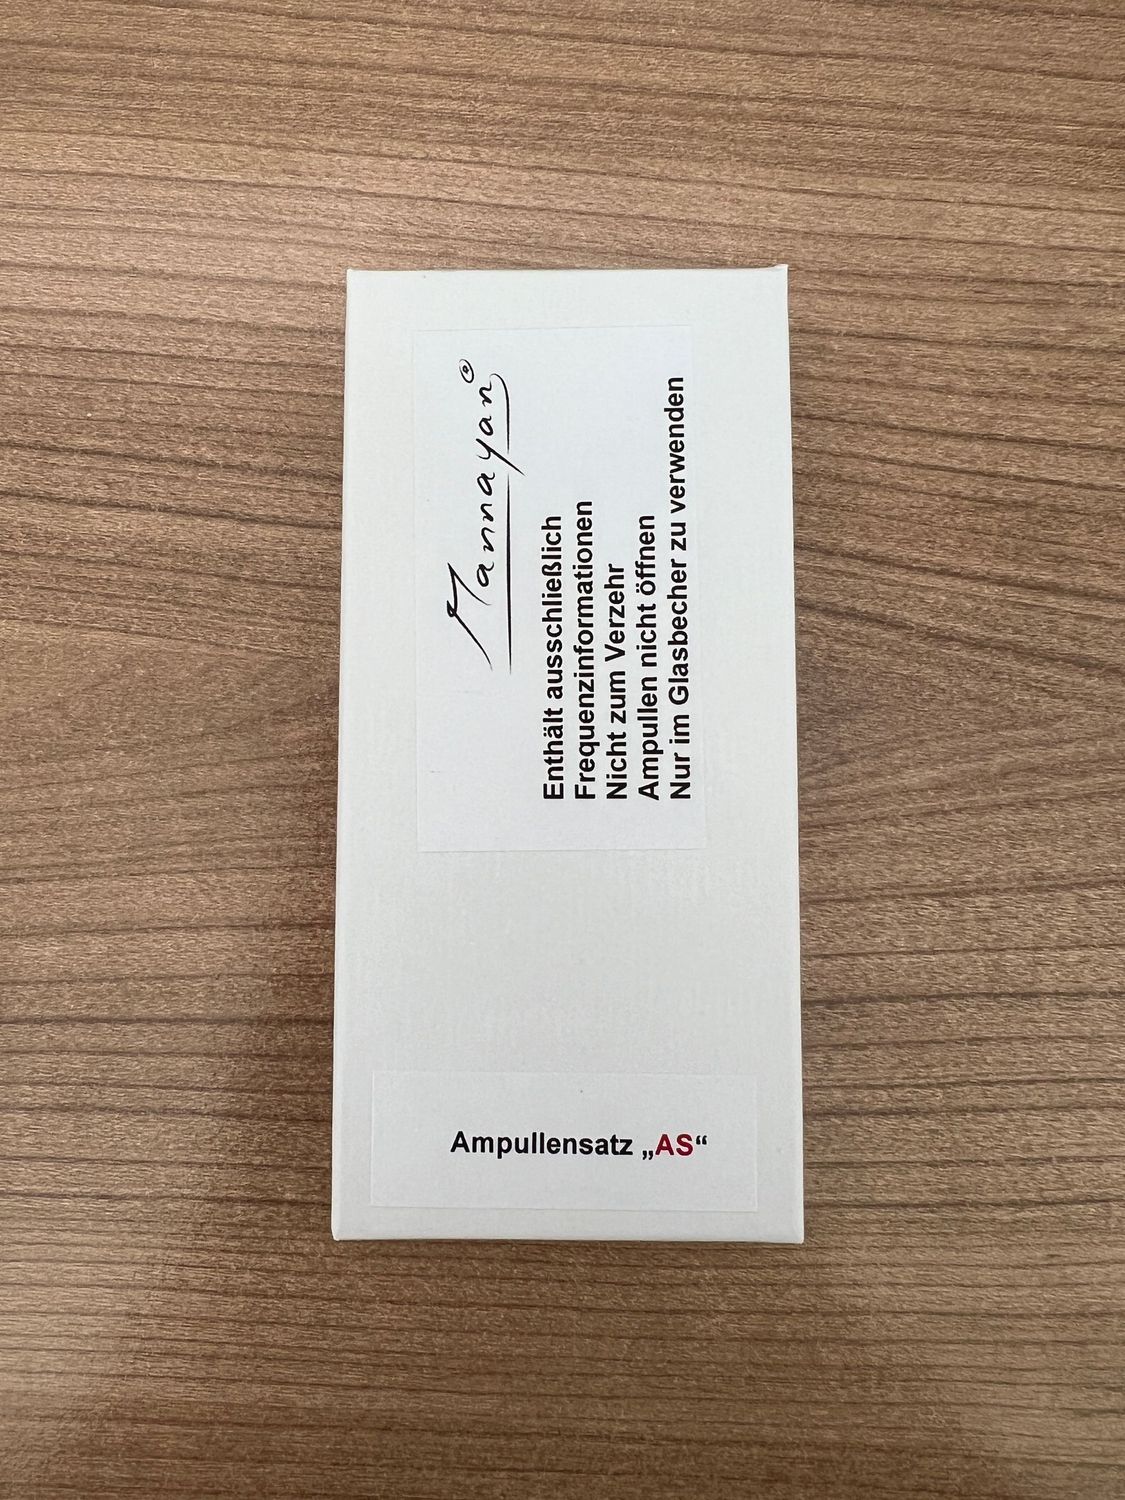 Mannayan®
Enthält ausschließlich
Frequenzinformationen
Nicht zum Verzehr
Ampullen nicht öffnen
Nur im Glasbecher zu verwenden
Ampullensatz „AS“